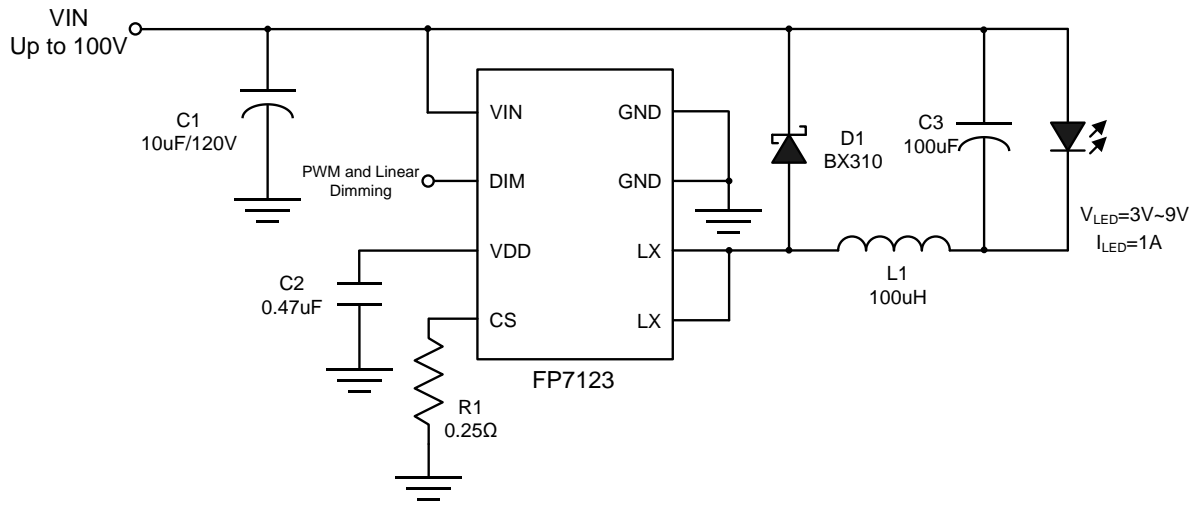 VIN
Up to 100V
C1
10uF/120V
VIN
GND
PWM and Linear
Dimming
DIM
GND
VDD
LX
C2
0.47uF
CS
LX
FP7123
R1
0.25Ω
D1
BX310
C3
100uF
L1
100uH
VLED=3V~9V
ILED=1A